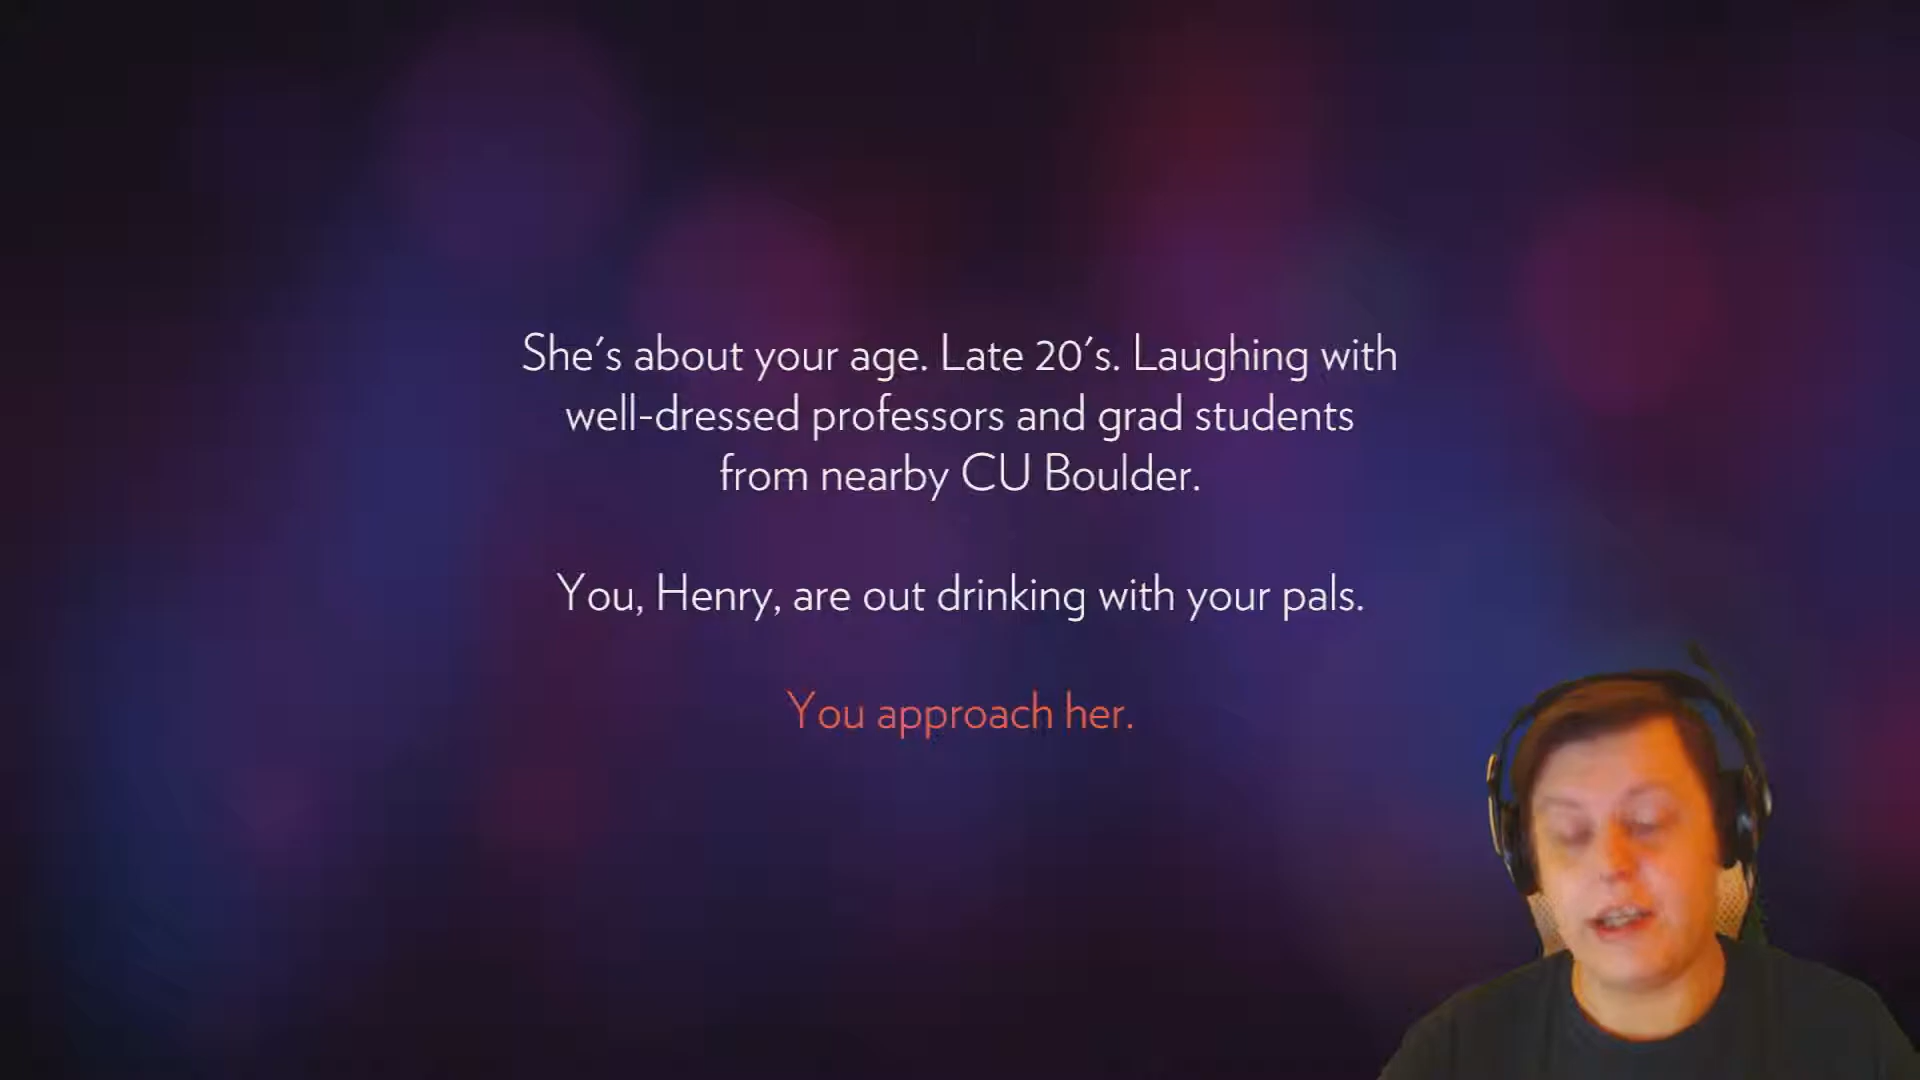 She's about your age. Late 20's. Laughing with
well-dressed professors and grad students
from nearby CU Boulder.
You, Henry, are out drinking with your pals.
You approach her.